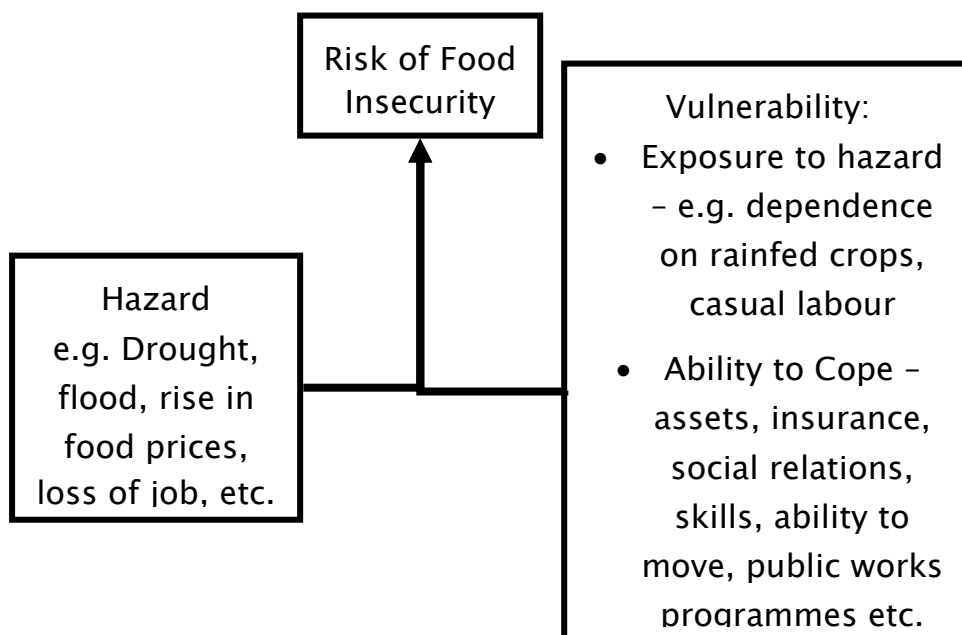 Risk of Food
Insecurity
Hazard
e.g. Drought,
flood, rise in
food prices,
loss of job, etc.
Vulnerability:
• Exposure to hazard
– e.g. dependence
on rainfed crops,
casual labour
• Ability to Cope –
assets, insurance,
social relations,
skills, ability to
move, public works
programmes etc.